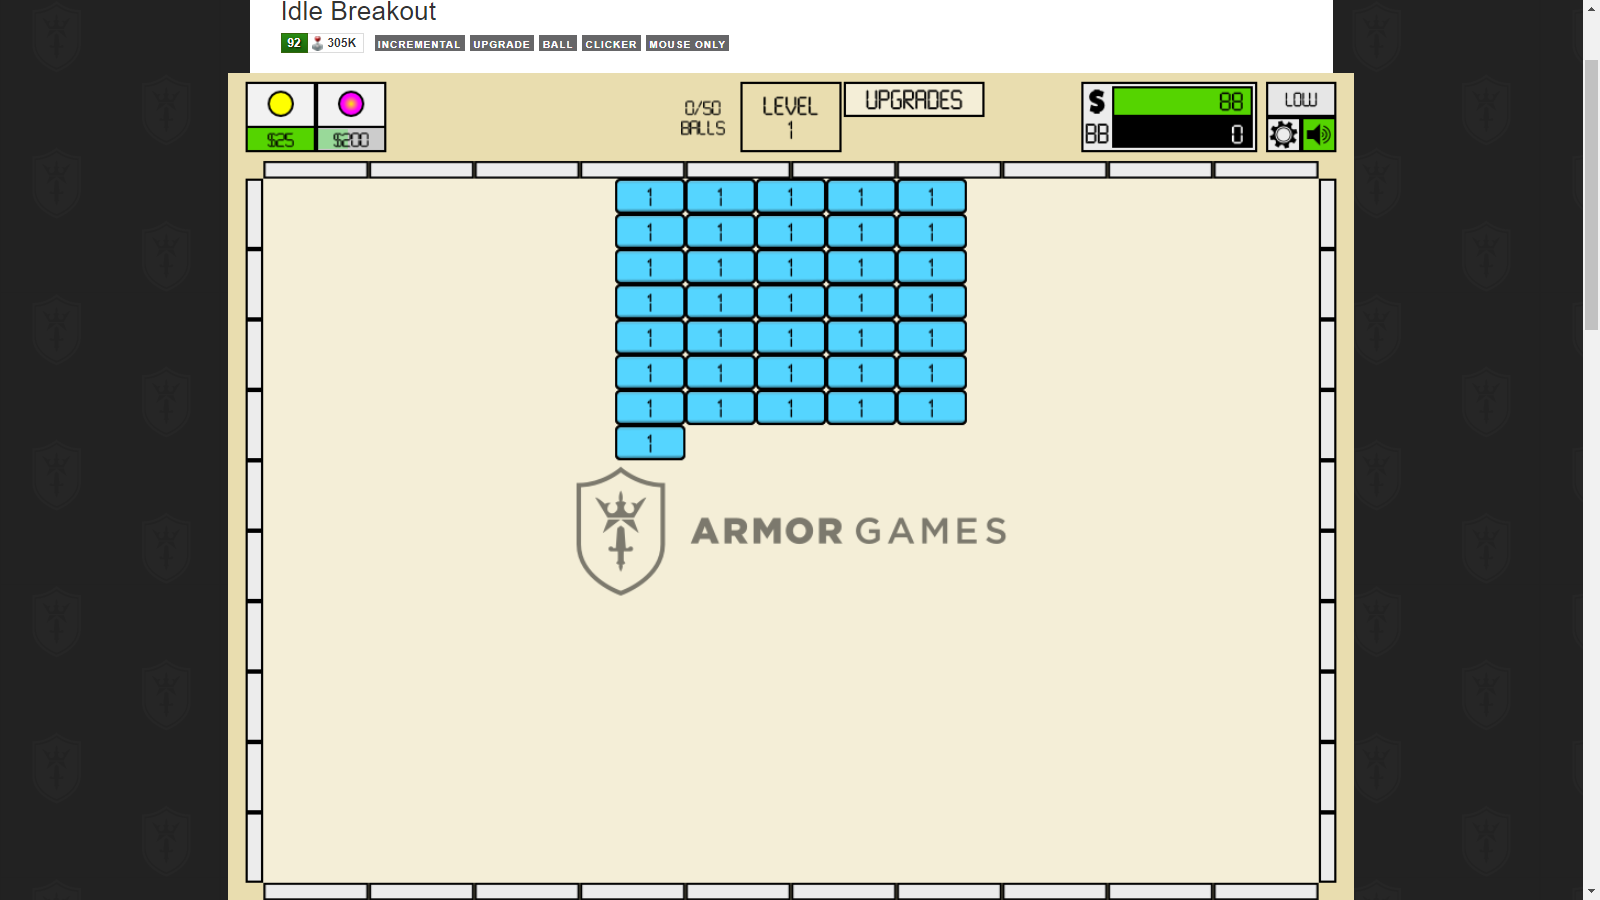 Idle Breakout
92 305K INCREMENTAL UPGRADE BALL CLICKER MOUSE ONLY
$25 $200
0/50 BALLS
LEVEL 1
UPGRADES
$ 88
BB 0
LOW
1 1 1 1 1
1 1 1 1 1
1 1 1 1 1
1 1 1 1 1
1 1 1 1 1
1 1 1 1 1
1 1 1 1 1
1
ARMOR GAMES